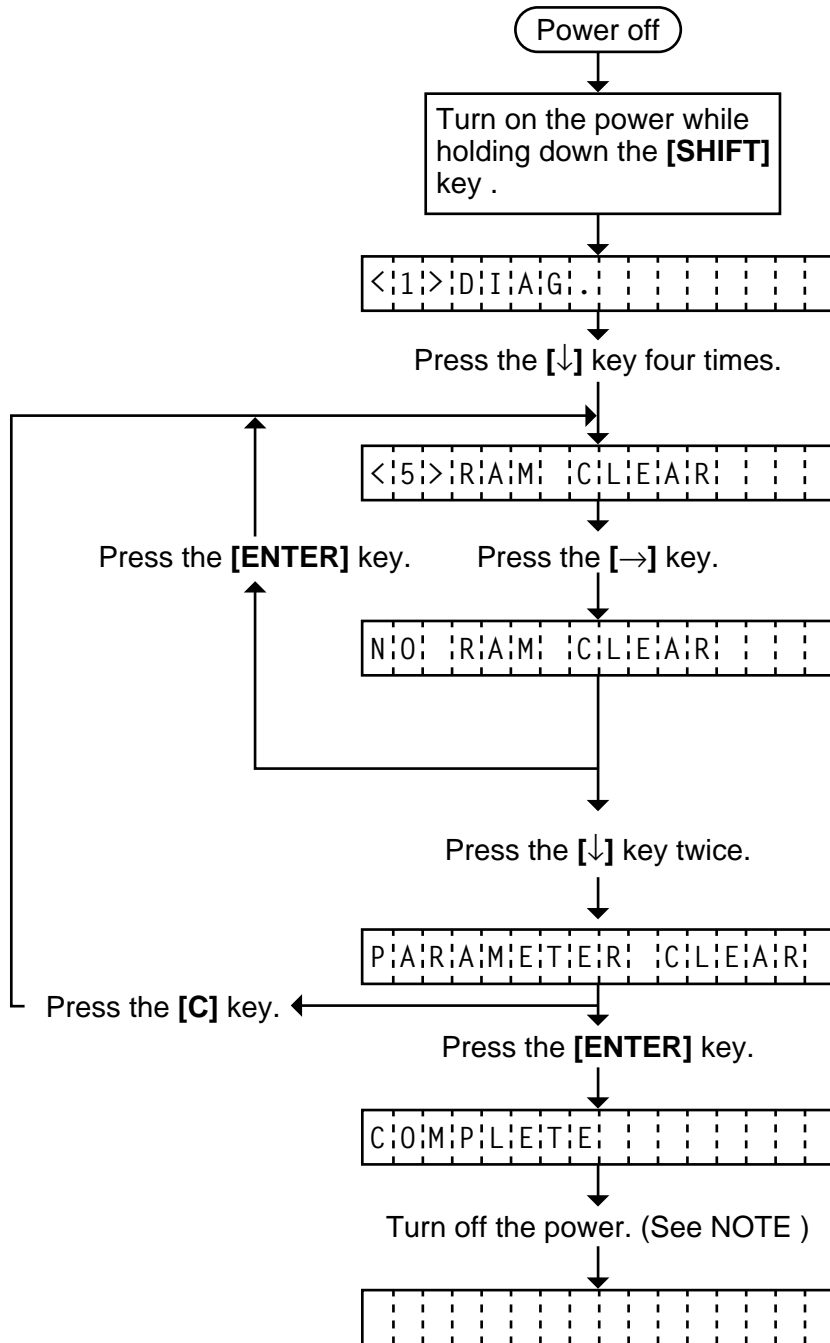 Power off
Turn on the power while
holding down the [SHIFT]
key .
<1>DIAG.
Press the [↓] key four times.
<5>RAM CLEAR
Press the [ENTER] key.
Press the [→] key.
NO RAM CLEAR
Press the [↓] key twice.
PARAMETER CLEAR
Press the [C] key.
Press the [ENTER] key.
COMPLETE
Turn off the power. (See NOTE )